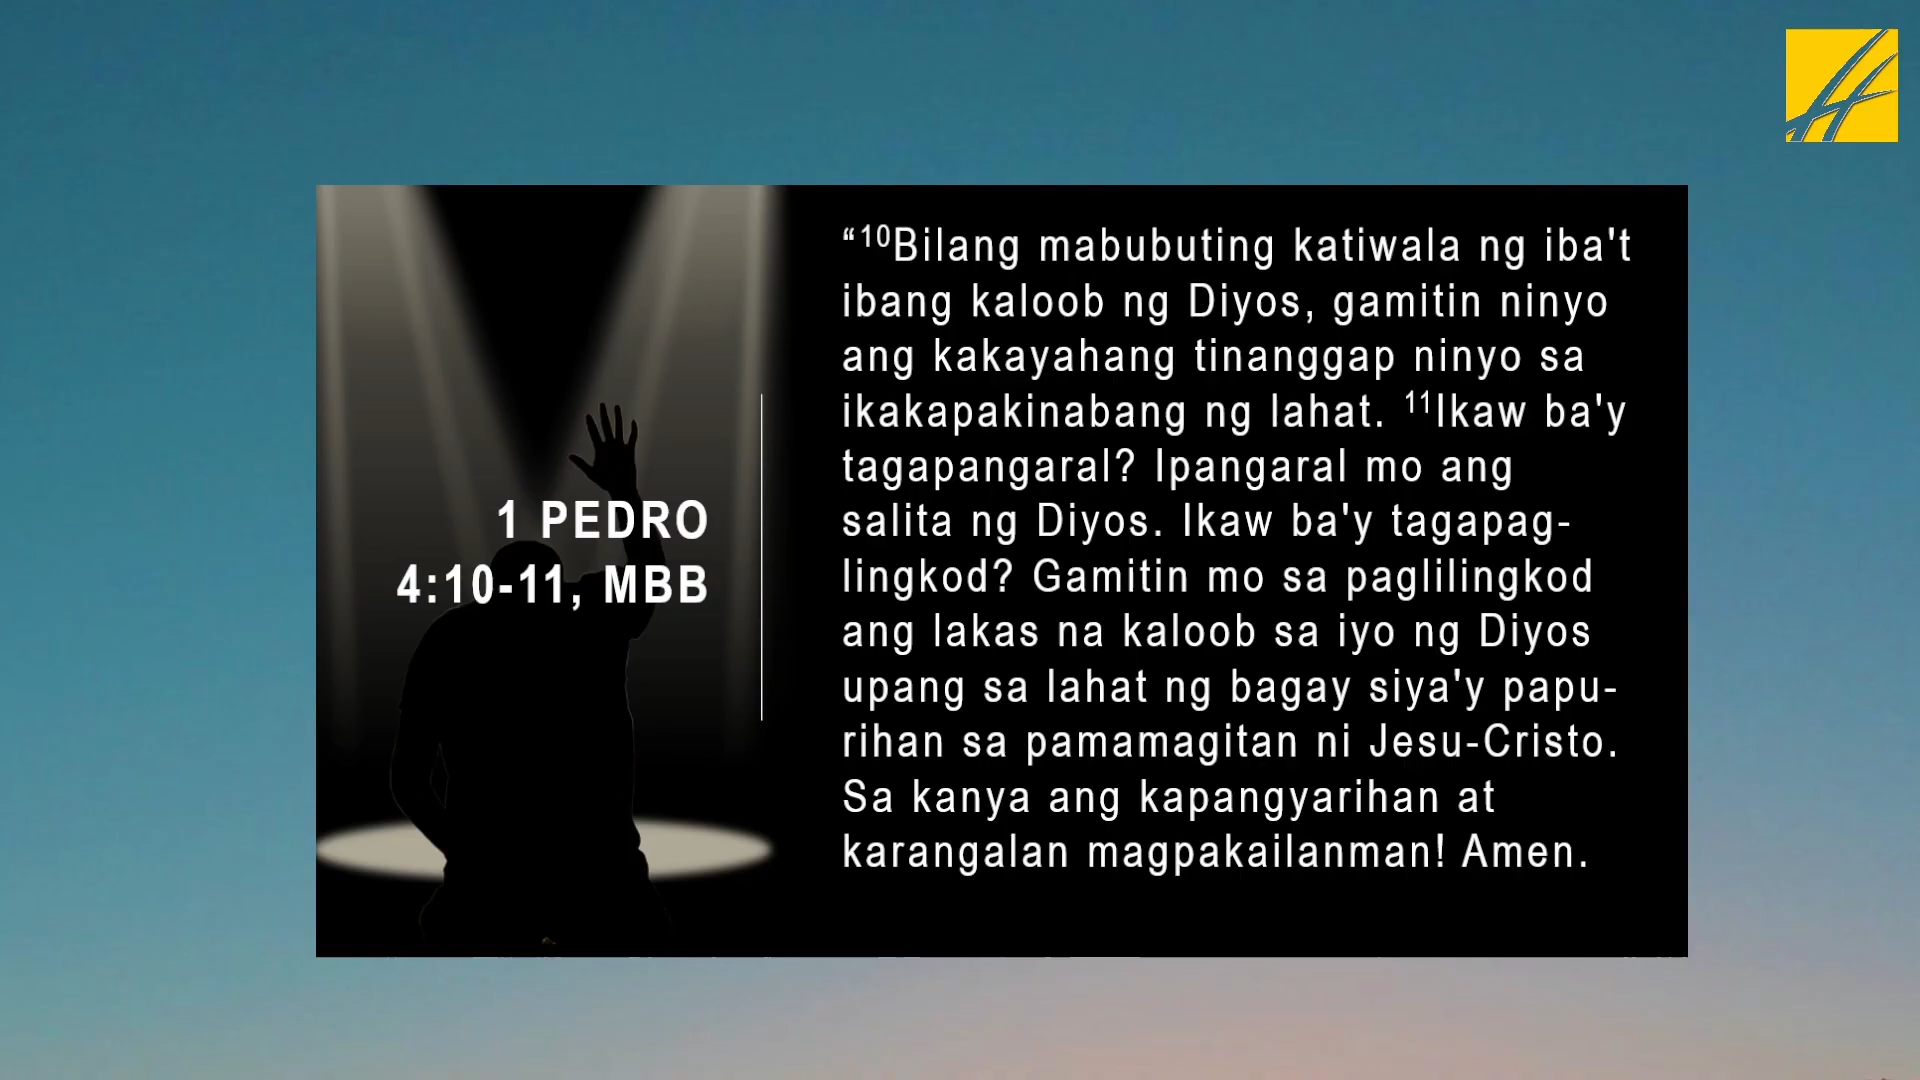 1 PEDRO
4:10-11, MBB
“¹⁰Bilang mabubuting katiwala ng iba't
ibang kaloob ng Diyos, gamitin ninyo
ang kakayahang tinanggap ninyo sa
ikakapakinabang ng lahat. ¹¹Ikaw ba'y
tagapangaral? Ipangaral mo ang
salita ng Diyos. Ikaw ba'y tagapag-
lingkod? Gamitin mo sa paglilingkod
ang lakas na kaloob sa iyo ng Diyos
upang sa lahat ng bagay siya'y papu-
rihan sa pamamagitan ni Jesu-Cristo.
Sa kanya ang kapangyarihan at
karangalan magpakailanman! Amen.